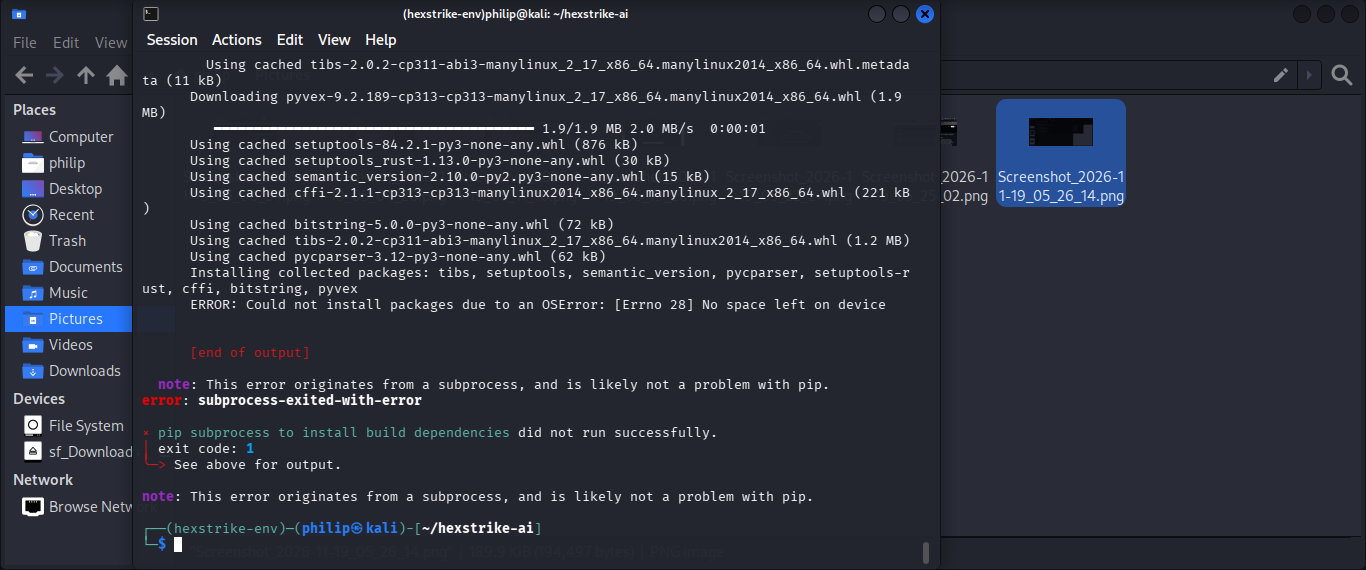 (hexstrike-env)philip@kali: ~/hexstrike-ai
File Edit View
Session Actions Edit View Help
Places
Computer
philip
Desktop
Recent
Trash
Documents
Music
Pictures
Videos
Downloads
Devices
File System
sf_Download
Network
Browse Netw
Using cached tibs-2.0.2-cp311-abi3-manylinux_2_17_x86_64.manylinux2014_x86_64.whl.metada
ta (11 kB)
Downloading pyvex-9.2.189-cp313-cp313-manylinux_2_17_x86_64.manylinux2014_x86_64.whl (1.9
MB)
1.9/1.9 MB 2.0 MB/s 0:00:01
Using cached setuptools-84.2.1-py3-none-any.whl (876 kB)
Using cached setuptools_rust-1.13.0-py3-none-any.whl (30 kB)
Using cached semantic_version-2.10.0-py2.py3-none-any.whl (15 kB)
Using cached cffi-2.1.1-cp313-cp313-manylinux2014_x86_64.manylinux_2_17_x86_64.whl (221 kB
)
Using cached bitstring-5.0.0-py3-none-any.whl (72 kB)
Using cached tibs-2.0.2-cp311-abi3-manylinux_2_17_x86_64.manylinux2014_x86_64.whl (1.2 MB)
Using cached pycparser-3.12-py3-none-any.whl (62 kB)
Installing collected packages: tibs, setuptools, semantic_version, pycparser, setuptools-r
ust, cffi, bitstring, pyvex
ERROR: Could not install packages due to an OSError: [Errno 28] No space left on device
[end of output]
note: This error originates from a subprocess, and is likely not a problem with pip.
error: subprocess-exited-with-error
× pip subprocess to install build dependencies did not run successfully.
│ exit code: 1
╰─> See above for output.
note: This error originates from a subprocess, and is likely not a problem with pip.
┌──(hexstrike-env)─(philip㉿kali)-[~/hexstrike-ai]
└─$
_02.png
Screenshot_2026-1
1-19_05_26_14.png